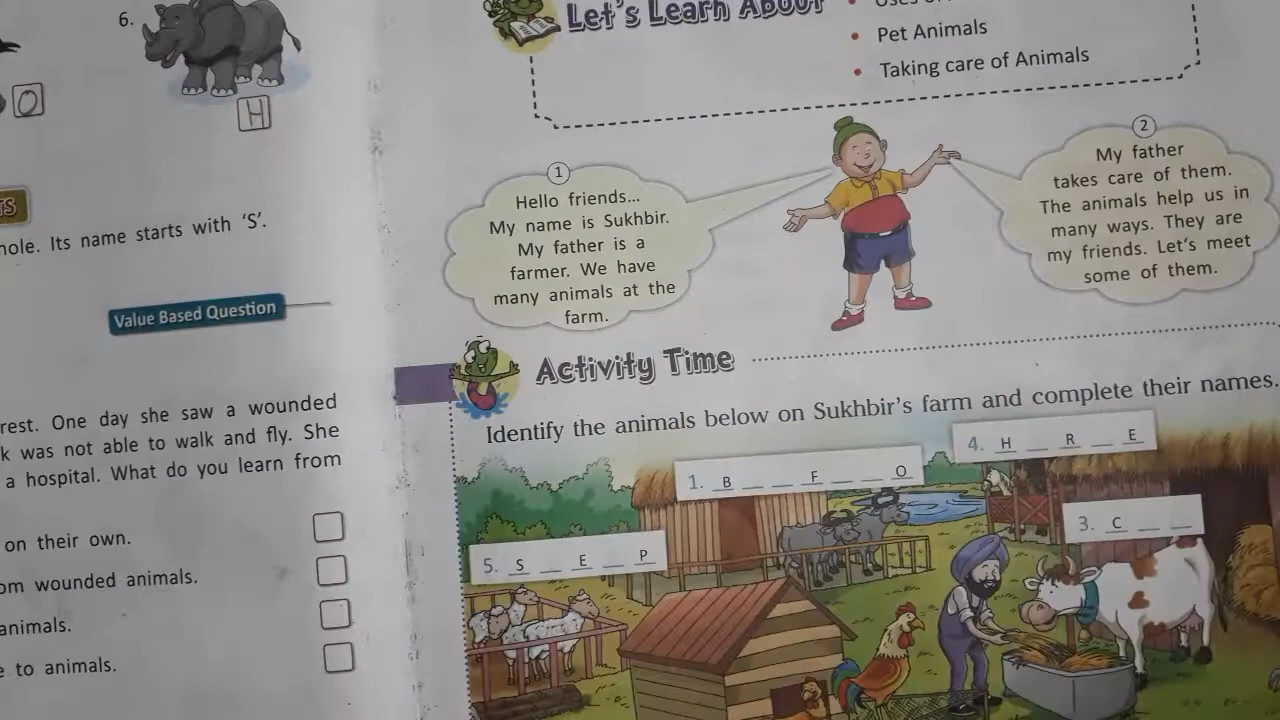 6.
O
H
hole. Its name starts with ‘S’.
Value Based Question
rest. One day she saw a wounded
k was not able to walk and fly. She
a hospital. What do you learn from
on their own.
om wounded animals.
animals.
e to animals.
Let's Learn About
• Pet Animals
• Taking care of Animals
1
Hello friends...
My name is Sukhbir.
My father is a
farmer. We have
many animals at the
farm.
2
My father
takes care of them.
The animals help us in
many ways. They are
my friends. Let's meet
some of them.
Activity Time
Identify the animals below on Sukhbir's farm and complete their names.
1. B _ _ F _ _ O
4. H _ R _ E
3. C _ _
5. S _ E _ P